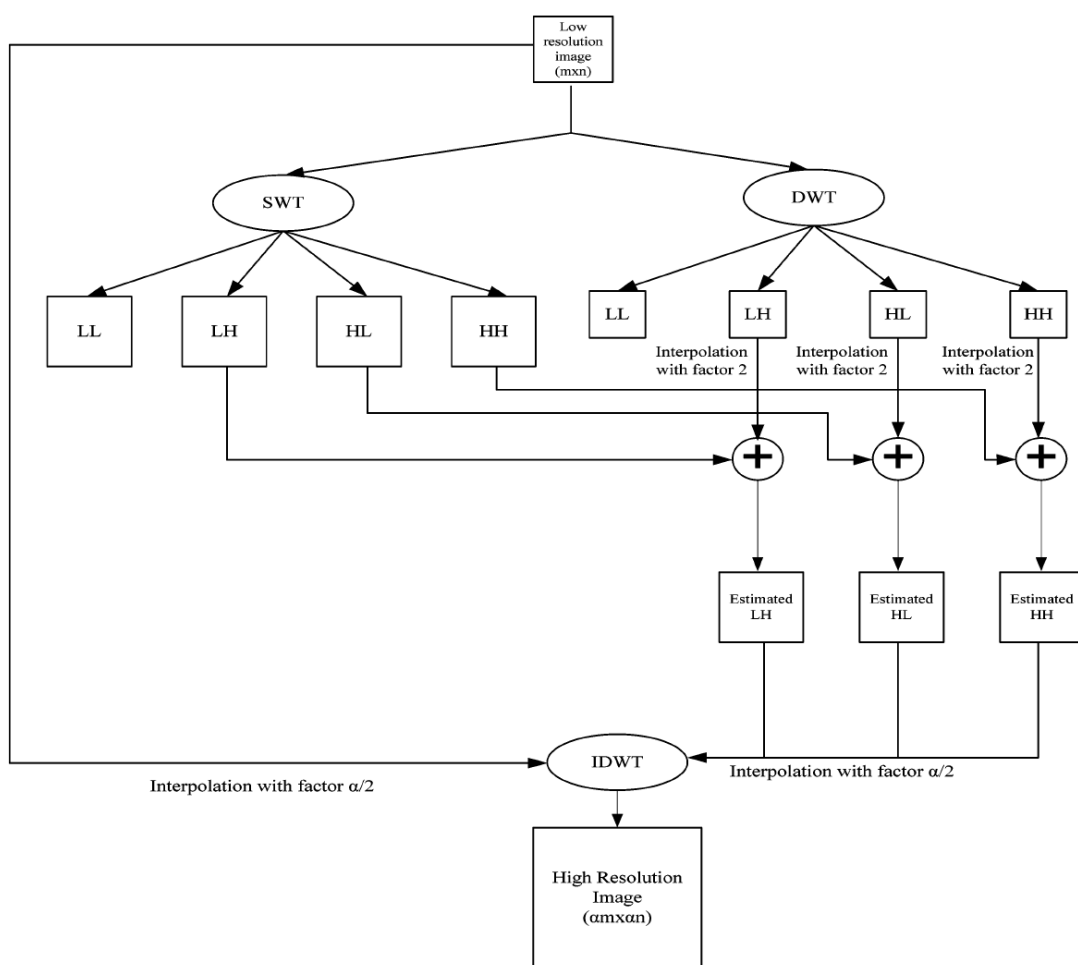 Low
resolution
image
(mxn)
SWT
DWT
LL
LH
HL
HH
LL
LH
HL
HH
Interpolation
with factor 2
Interpolation
with factor 2
Interpolation
with factor 2
+
+
+
Estimated
LH
Estimated
HL
Estimated
HH
IDWT
Interpolation with factor α/2
Interpolation with factor α/2
High Resolution
Image
(αmxαn)